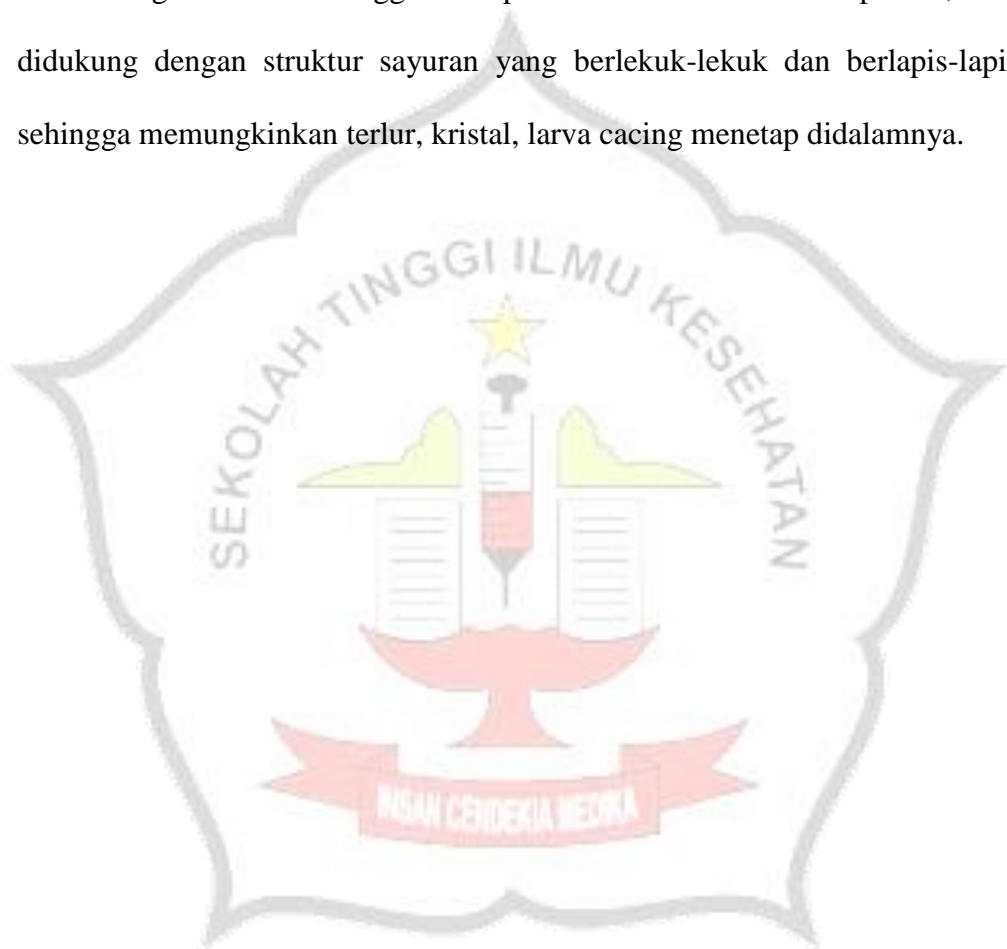 didukung dengan struktur sayuran yang berlekuk-lekuk dan berlapis-lapi
sehingga memungkinkan terlur, kristal, larva cacing menetap didalamnya.
SEKOLAH TINGGI ILMU KESEHATAN
INSAN CENDEKIA MEDIKA